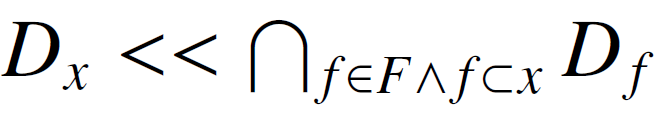 D_x << ⋂_{f∈F∧f⊂x} D_f